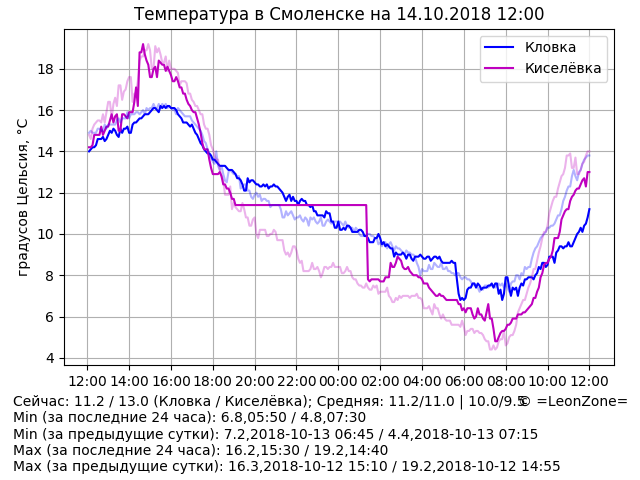 Температура в Смоленске на 14.10.2018 12:00
Кловка
Киселёвка
градусов Цельсия, °C
18
16
14
12
10
8
6
4
12:00 14:00 16:00 18:00 20:00 22:00 00:00 02:00 04:00 06:00 08:00 10:00 12:00
Сейчас: 11.2 / 13.0 (Кловка / Киселёвка); Средняя: 11.2/11.0 | 10.0/9.5 © =LeonZone=
Min (за последние 24 часа): 6.8,05:50 / 4.8,07:30
Min (за предыдущие сутки): 7.2,2018-10-13 06:45 / 4.4,2018-10-13 07:15
Max (за последние 24 часа): 16.2,15:30 / 19.2,14:40
Max (за предыдущие сутки): 16.3,2018-10-12 15:10 / 19.2,2018-10-12 14:55